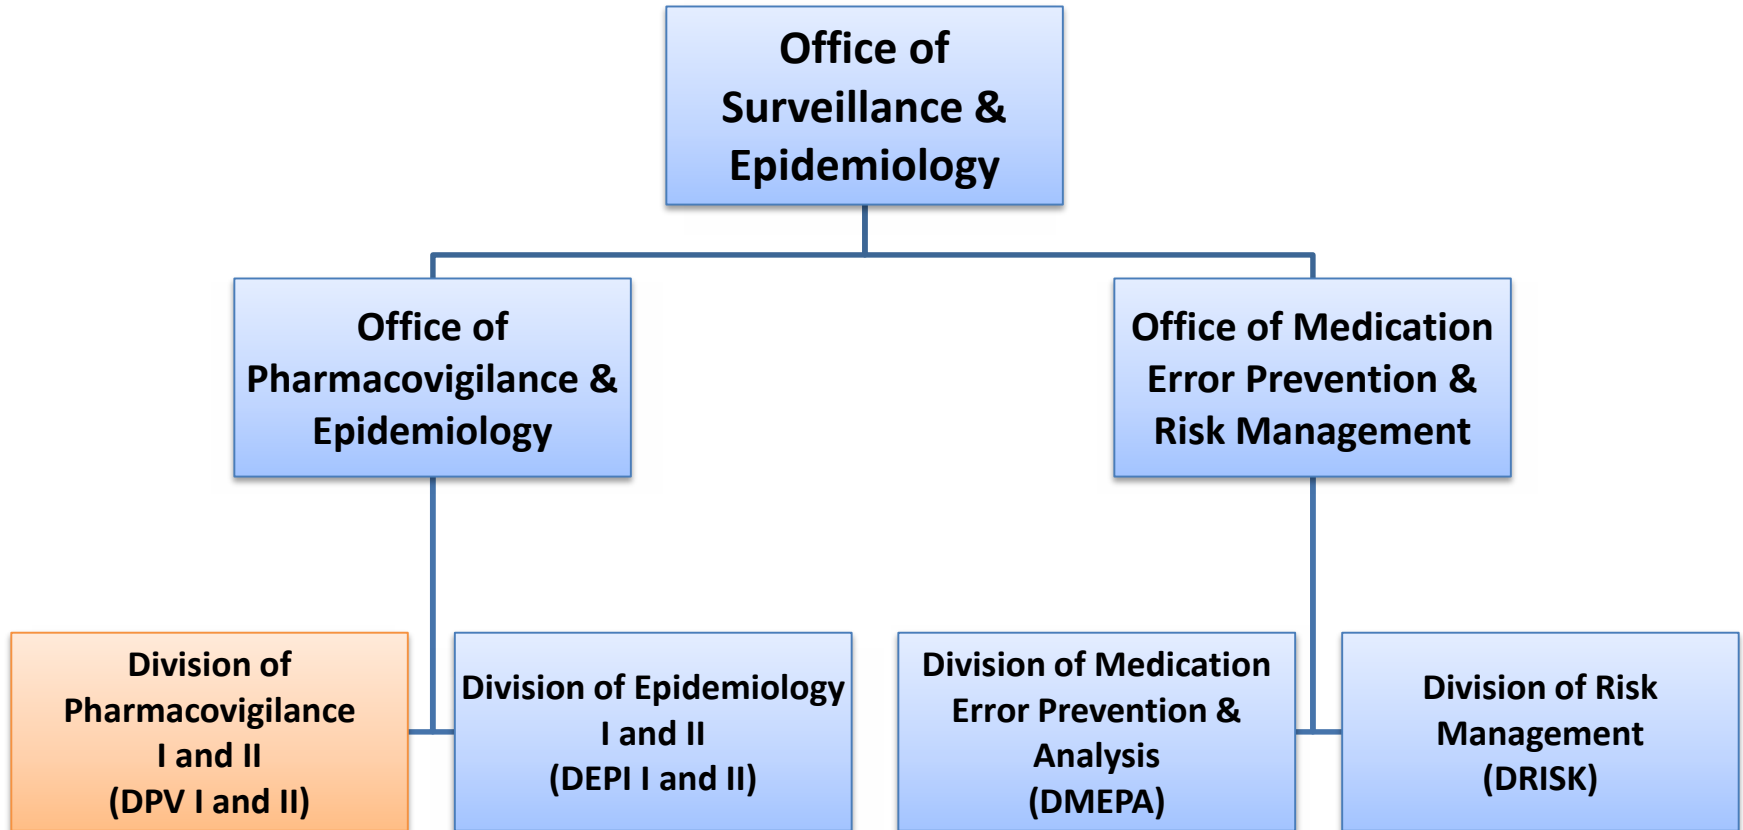 Office of
Surveillance &
Epidemiology
Office of
Pharmacovigilance &
Epidemiology
Office of Medication
Error Prevention &
Risk Management
Division of
Pharmacovigilance
I and II
(DPV I and II)
Division of Epidemiology
I and II
(DEPI I and II)
Division of Medication
Error Prevention &
Analysis
(DMEPA)
Division of Risk
Management
(DRISK)